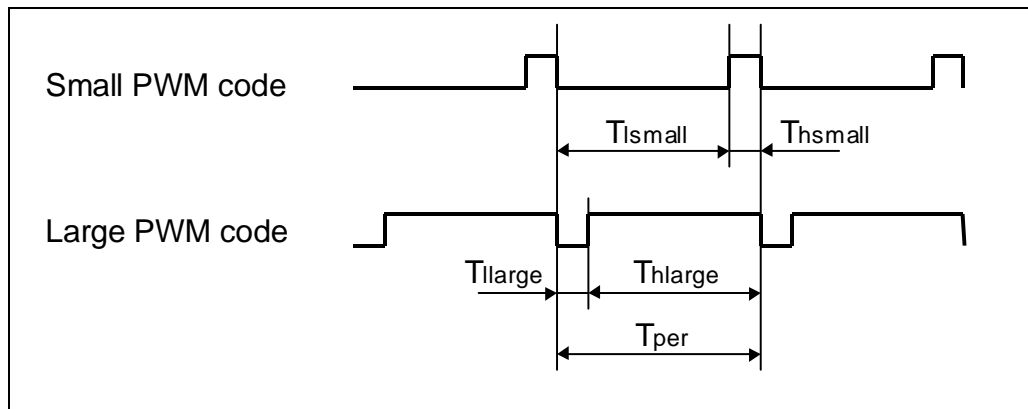 Small PWM code
Tlsmall
Thsmall
Large PWM code
Tllarge
Thlarge
Tper